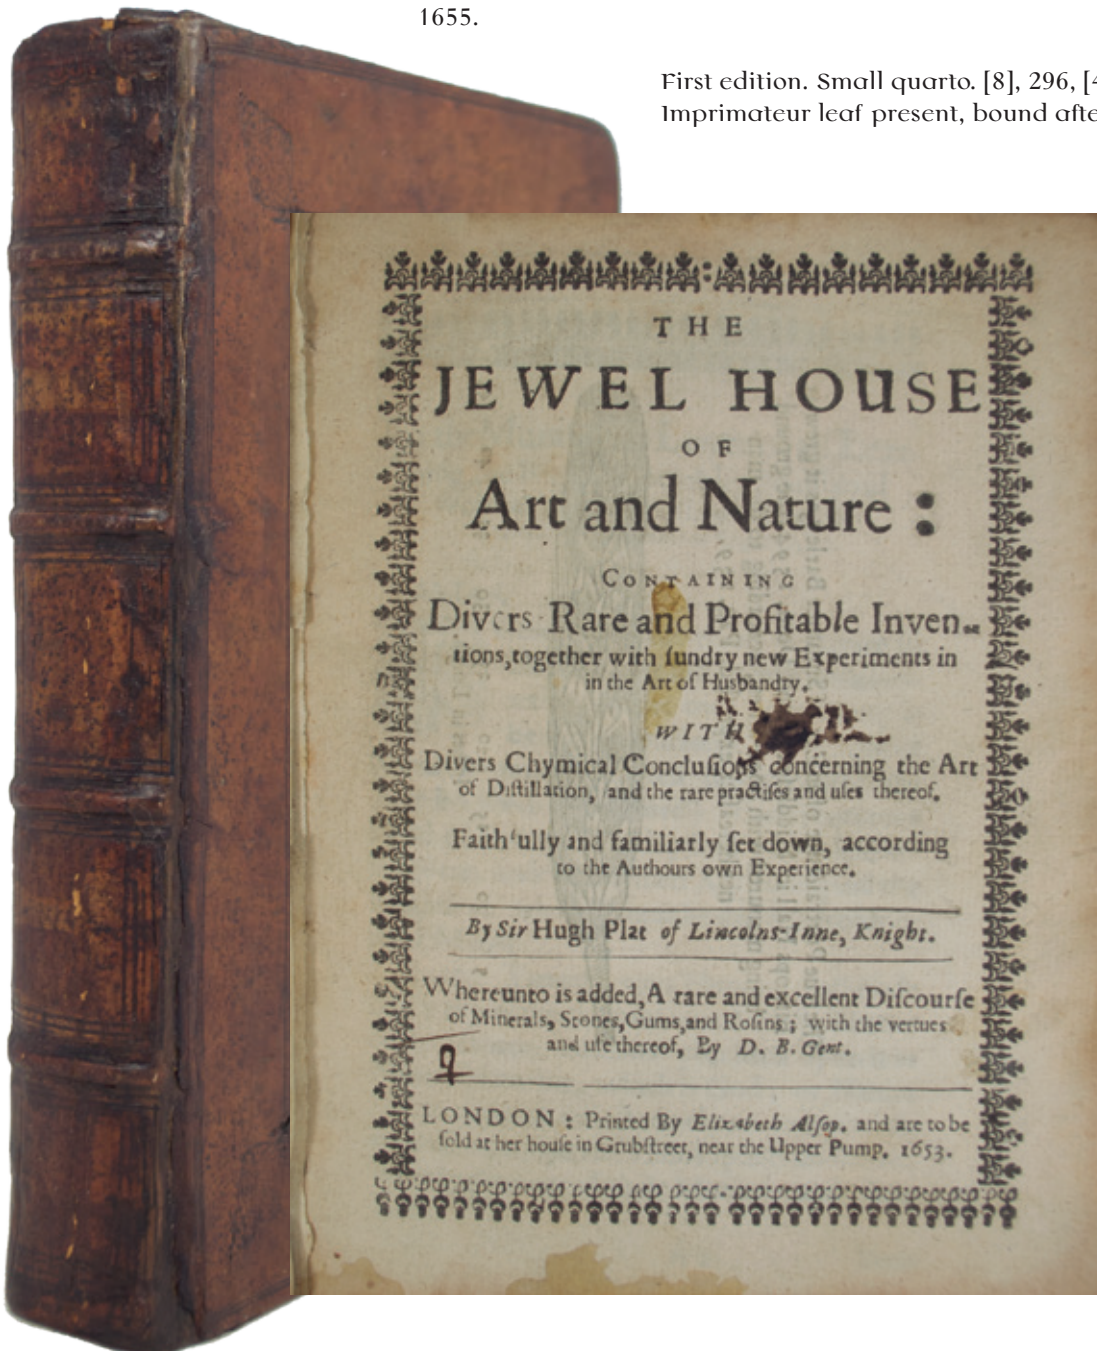 1655.
First edition. Small quarto. [8], 296, [4
Imprimateur leaf present, bound afte
THE
JEWEL HOUSE
OF
Art and Nature :
CONTAINING
Divers Rare and Profitable Inven-
tions, together with ſundry new Experiments in
in the Art of Husbandry.
WITH
Divers Chymical Concluſions concerning the Art
of Diſtillation, and the rare practiſes and uſes thereof.
Faith'ully and familiarly ſet down, according
to the Authours own Experience.
By Sir Hugh Plat of Lincolns-Inne, Knight.
Whereunto is added, A rare and excellent Diſcourſe
of Minerals, Stones, Gums, and Roſins ; with the vertues
and uſe thereof, By D. B. Gent.
LONDON : Printed By Elizabeth Alſop. and are to be
ſold at her houſe in Grubſtreet, near the Upper Pump. 1653.